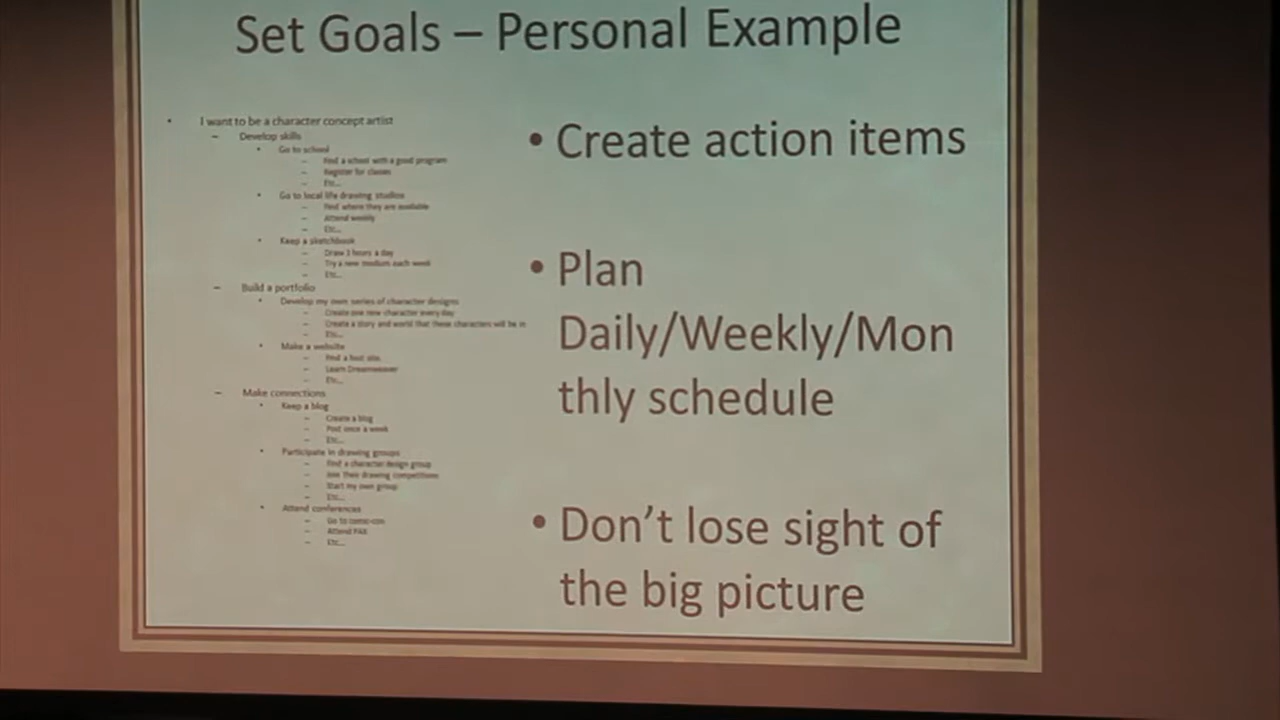 Set Goals – Personal Example
• I want to be a character concept artist
– Develop skills
• Go to school
– Find a school with a good program
– Register for classes
– Etc...
• Go to local life drawing studios
– Find where they are available
– Attend weekly
– Etc...
• Keep a sketchbook
– Draw 3 hours a day
– Try a new medium each week
– Etc...
– Build a portfolio
• Develop my own series of character designs
– Create one new character every day
– Create a story and world that these characters will be in
– Etc...
• Make a website
– Find a host site
– Learn Dreamweaver
– Etc...
– Make connections
• Keep a blog
– Create a blog
– Post once a week
– Etc...
• Participate in drawing groups
– Find a character design group
– Join their drawing competitions
– Start my own group
– Etc...
• Attend conferences
– Go to comic-con
– Attend PAX
– Etc...
• Create action items
• Plan
Daily/Weekly/Mon
thly schedule
• Don't lose sight of
the big picture